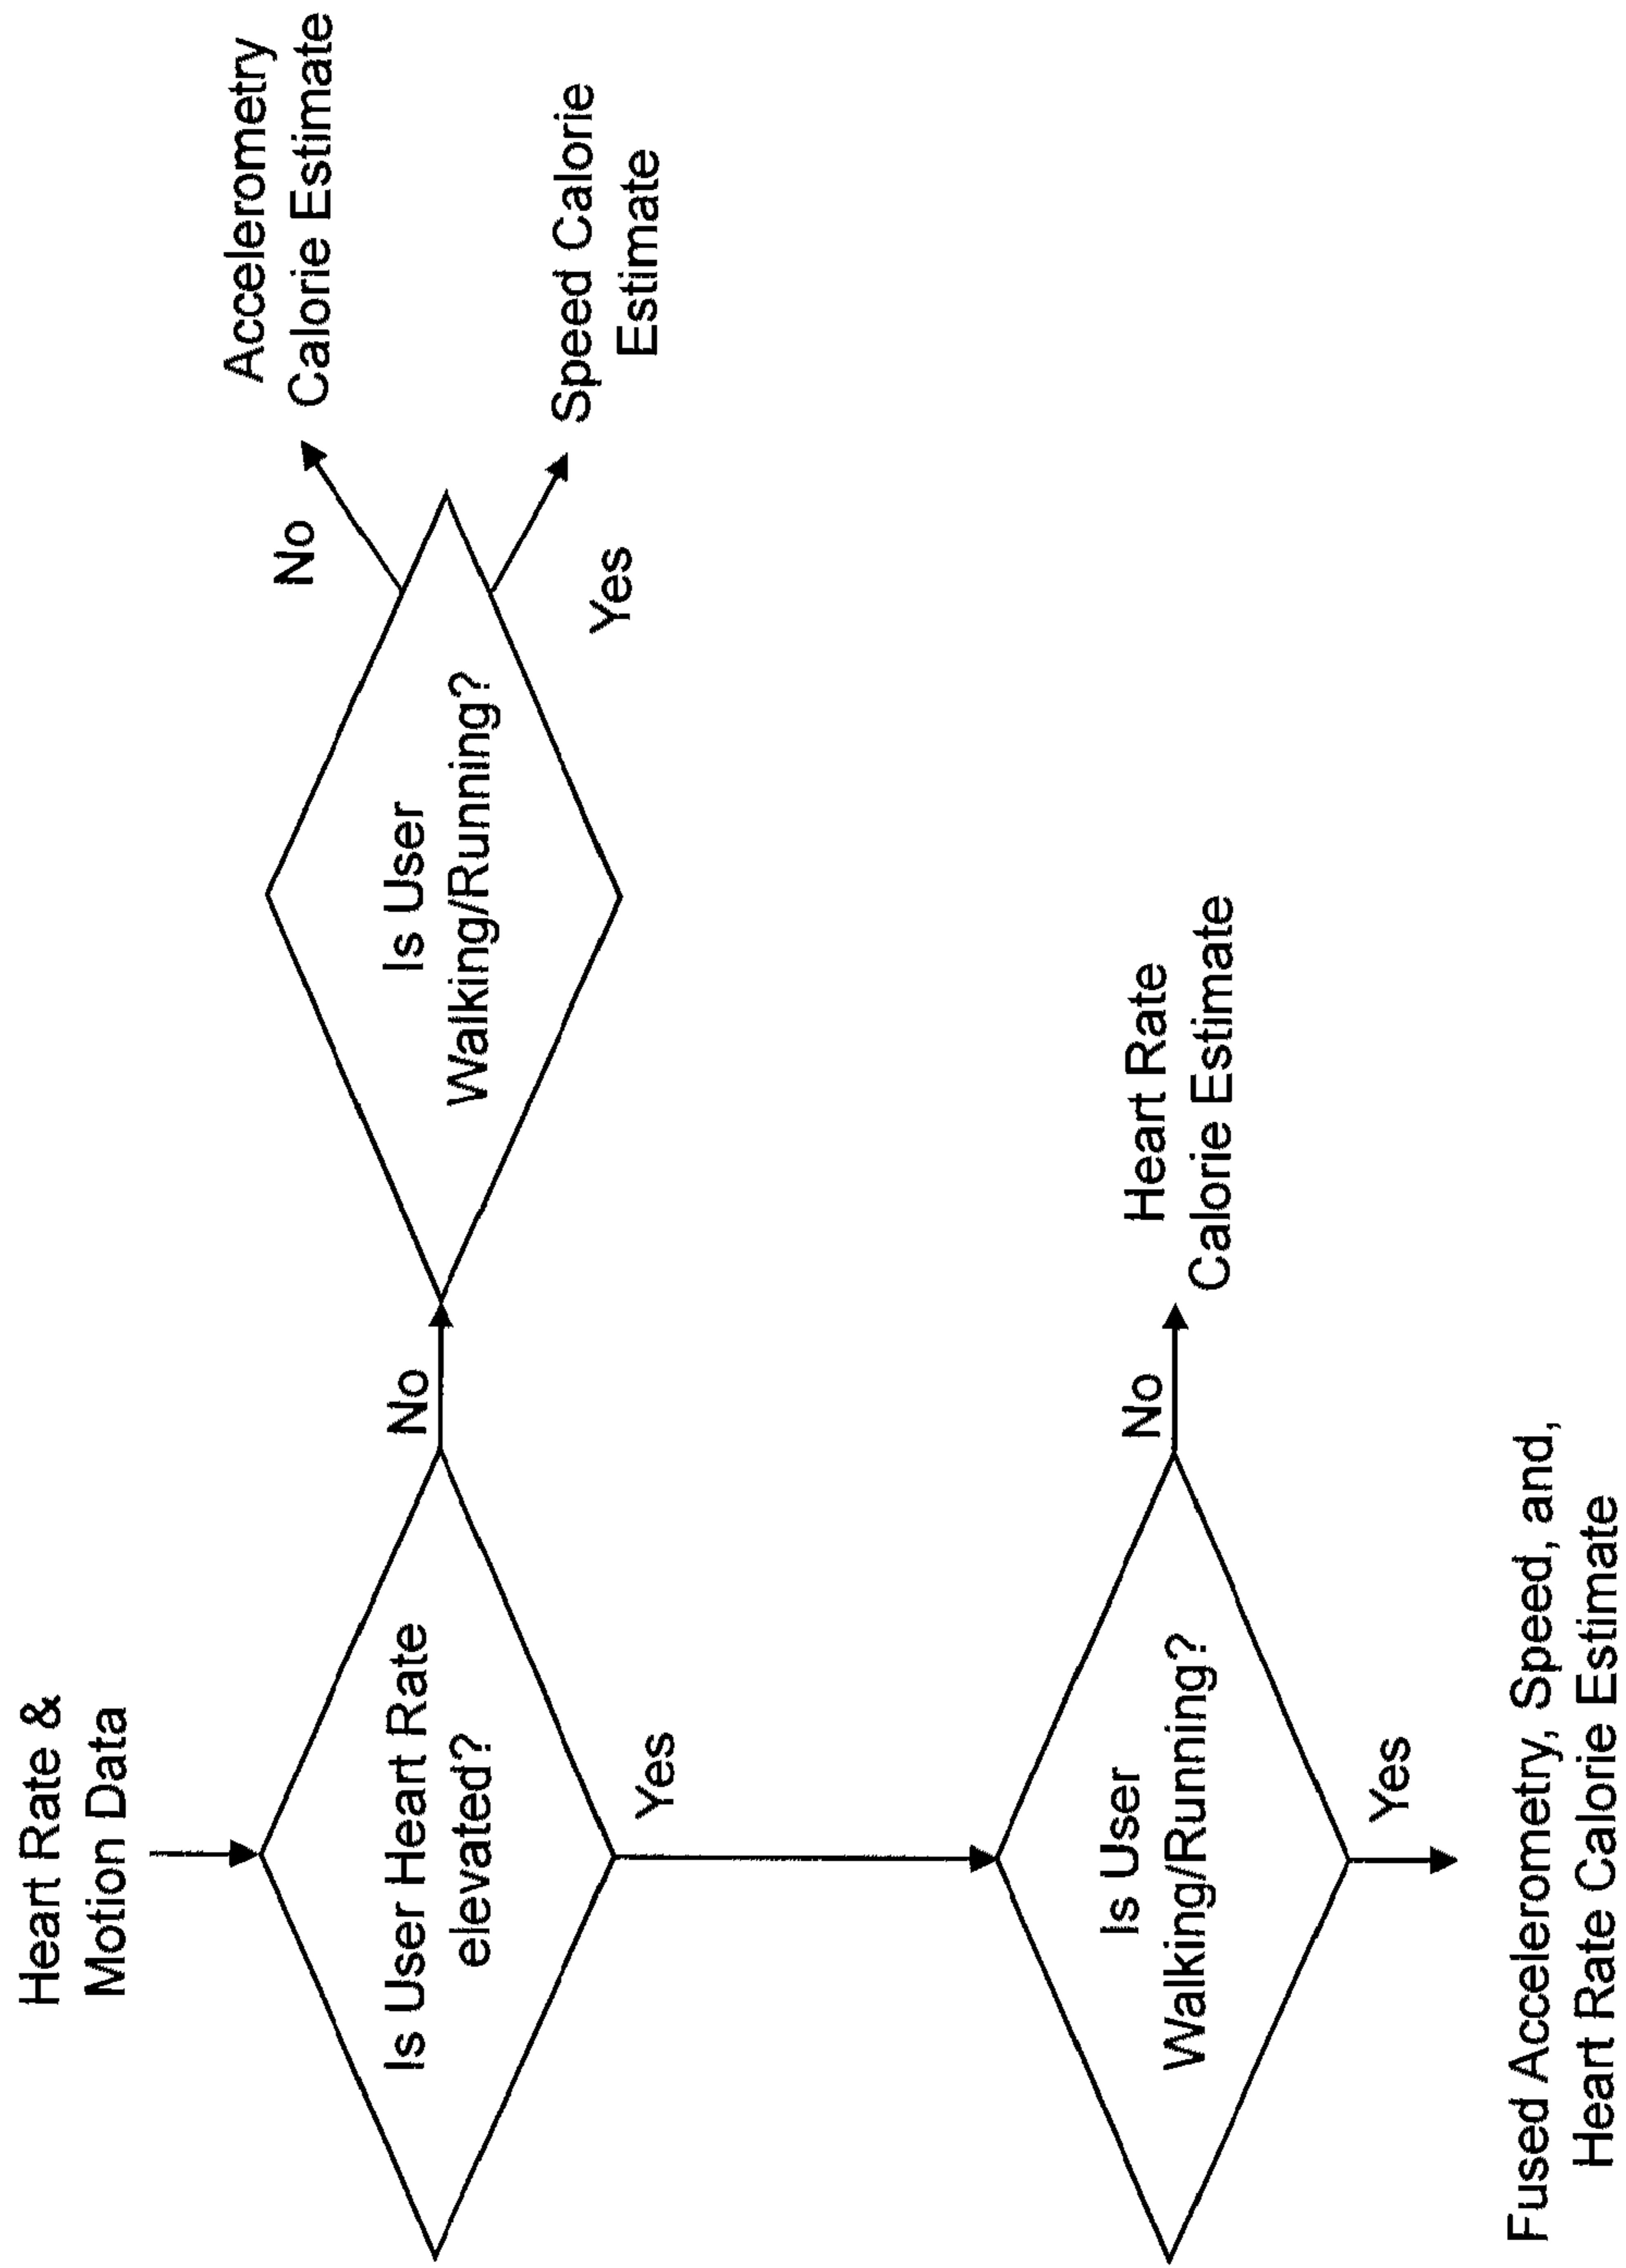 Heart Rate &
Motion Data
Is User Heart Rate
elevated?
No
Is User
Walking/Running?
No
Accelerometry
Calorie Estimate
Yes
Speed Calorie
Estimate
Yes
Is User
Walking/Running?
No
Heart Rate
Calorie Estimate
Yes
Fused Accelerometry, Speed, and,
Heart Rate Calorie Estimate